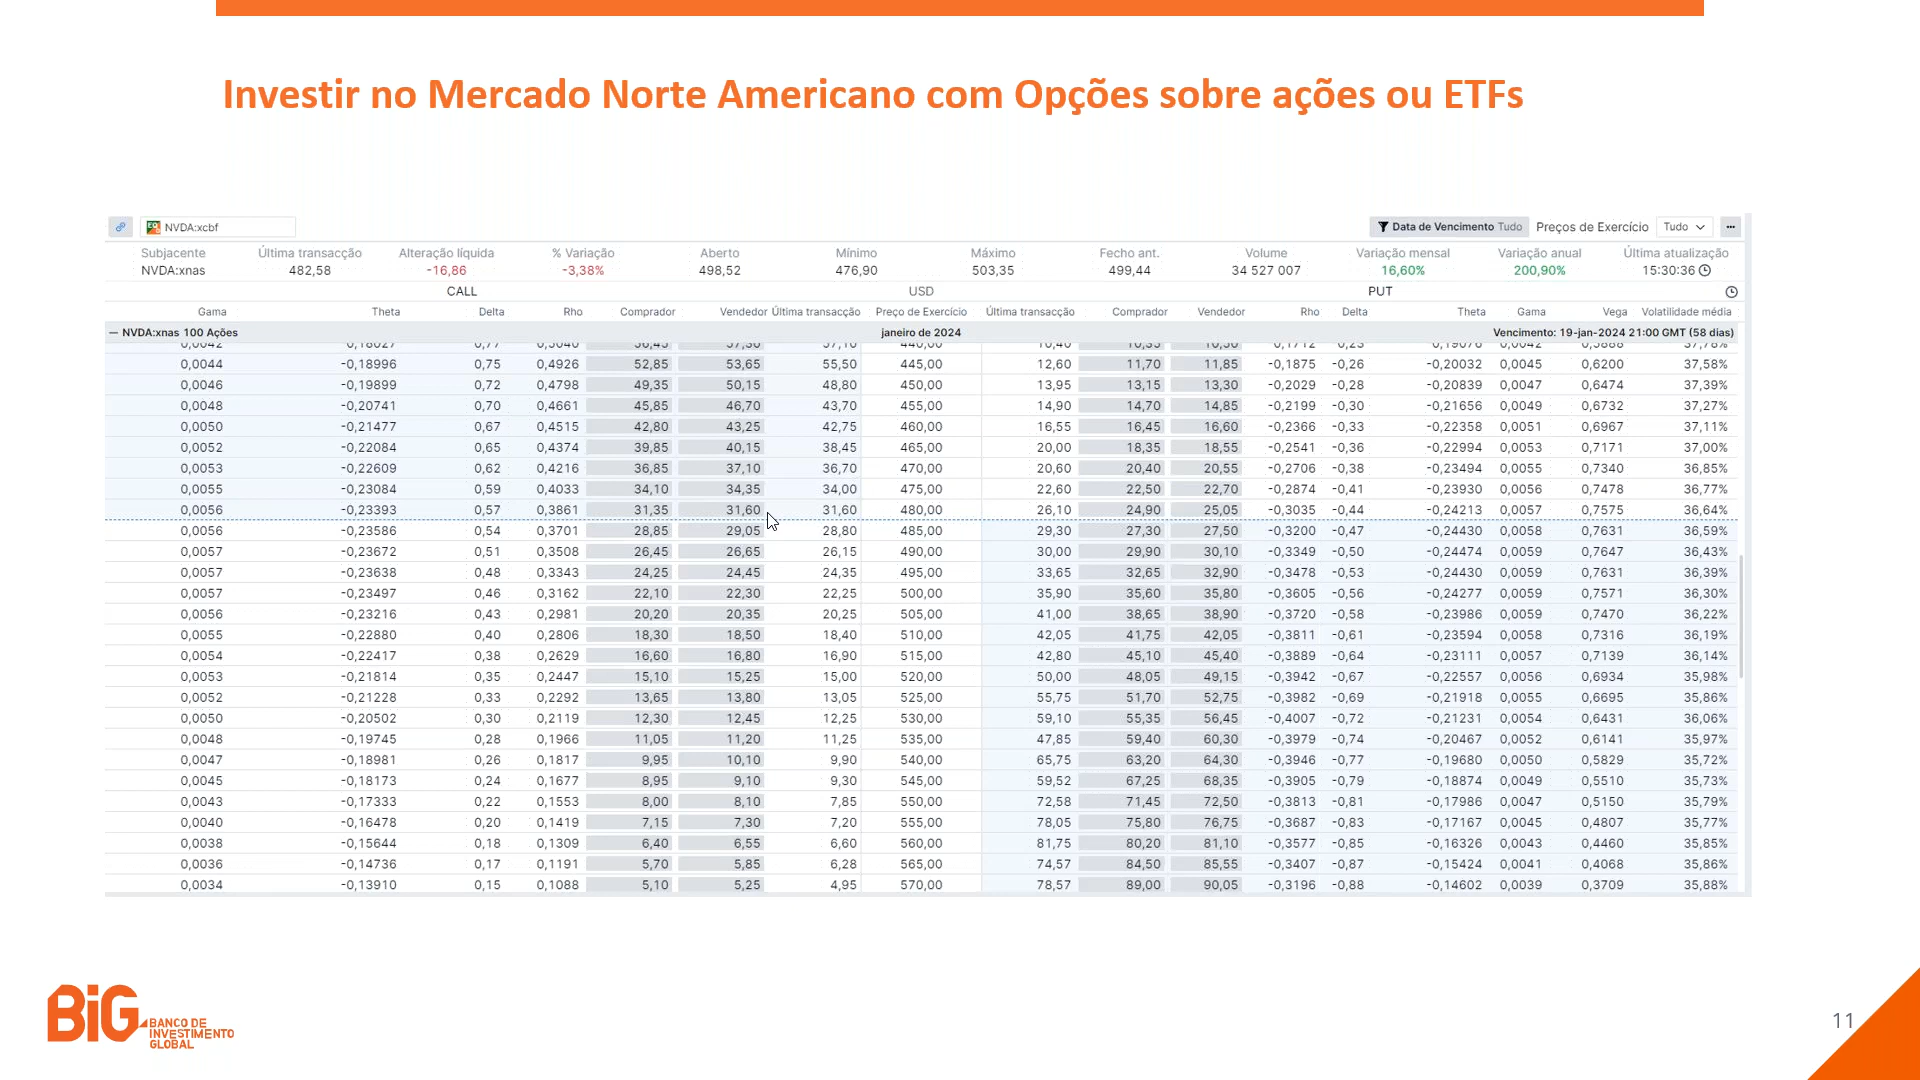 Investir no Mercado Norte Americano com Opções sobre ações ou ETFs
NVDA:xcbf Data de Vencimento Tudo Preços de Exercício Tudo
Subjacente Última transacção Alteração líquida % Variação Aberto Mínimo Máximo Fecho ant. Volume Variação mensal Variação anual Última atualização
NVDA:xnas 482,58 -16,86 -3,38% 498,52 476,90 503,35 499,44 34 527 007 16,60% 200,90% 15:30:36
CALL USD PUT
Gama Theta Delta Rho Comprador Vendedor Última transacção Preço de Exercício Última transacção Comprador Vendedor Rho Delta Theta Gama Vega Volatilidade média
NVDA:xnas 100 Ações janeiro de 2024 Vencimento: 19-jan-2024 21:00 GMT (58 dias)
0,0044 -0,18996 0,75 0,4926 52,85 53,65 55,50 445,00 12,60 11,70 11,85 -0,1875 -0,26 -0,20032 0,0045 0,6200 37,58%
0,0046 -0,19899 0,72 0,4798 49,35 50,15 48,80 450,00 13,95 13,15 13,30 -0,2029 -0,28 -0,20839 0,0047 0,6474 37,39%
0,0048 -0,20741 0,70 0,4661 45,85 46,70 43,70 455,00 14,90 14,70 14,85 -0,2199 -0,30 -0,21656 0,0049 0,6732 37,27%
0,0050 -0,21477 0,67 0,4515 42,80 43,25 42,75 460,00 16,55 16,45 16,60 -0,2366 -0,33 -0,22358 0,0051 0,6967 37,11%
0,0052 -0,22084 0,65 0,4374 39,85 40,15 38,45 465,00 20,00 18,35 18,55 -0,2541 -0,36 -0,22994 0,0053 0,7171 37,00%
0,0053 -0,22609 0,62 0,4216 36,85 37,10 36,70 470,00 20,60 20,40 20,55 -0,2706 -0,38 -0,23494 0,0055 0,7340 36,85%
0,0055 -0,23084 0,59 0,4033 34,10 34,35 34,00 475,00 22,60 22,50 22,70 -0,2874 -0,41 -0,23930 0,0056 0,7478 36,77%
0,0056 -0,23393 0,57 0,3861 31,35 31,60 31,60 480,00 26,10 24,90 25,05 -0,3035 -0,44 -0,24213 0,0057 0,7575 36,64%
0,0056 -0,23586 0,54 0,3701 28,85 29,05 28,80 485,00 29,30 27,30 27,50 -0,3200 -0,47 -0,24430 0,0058 0,7631 36,59%
0,0057 -0,23672 0,51 0,3508 26,45 26,65 26,15 490,00 30,00 29,90 30,10 -0,3349 -0,50 -0,24474 0,0059 0,7647 36,43%
0,0057 -0,23638 0,48 0,3343 24,25 24,45 24,35 495,00 33,65 32,65 32,90 -0,3478 -0,53 -0,24430 0,0059 0,7631 36,39%
0,0057 -0,23497 0,46 0,3162 22,10 22,30 22,25 500,00 35,90 35,60 35,80 -0,3605 -0,56 -0,24277 0,0059 0,7571 36,30%
0,0056 -0,23216 0,43 0,2981 20,20 20,35 20,25 505,00 41,00 38,65 38,90 -0,3720 -0,58 -0,23986 0,0059 0,7470 36,22%
0,0055 -0,22880 0,40 0,2806 18,30 18,50 18,40 510,00 42,05 41,75 42,05 -0,3811 -0,61 -0,23594 0,0058 0,7316 36,19%
0,0054 -0,22417 0,38 0,2629 16,60 16,80 16,90 515,00 42,80 45,10 45,40 -0,3889 -0,64 -0,23111 0,0057 0,7139 36,14%
0,0053 -0,21814 0,35 0,2447 15,10 15,25 15,00 520,00 50,00 48,05 49,15 -0,3942 -0,67 -0,22557 0,0056 0,6934 35,98%
0,0052 -0,21228 0,33 0,2292 13,65 13,80 13,05 525,00 55,75 51,70 52,75 -0,3982 -0,69 -0,21918 0,0055 0,6695 35,86%
0,0050 -0,20502 0,30 0,2119 12,30 12,45 12,25 530,00 59,10 55,35 56,45 -0,4007 -0,72 -0,21231 0,0054 0,6431 36,06%
0,0048 -0,19745 0,28 0,1966 11,05 11,20 11,25 535,00 47,85 59,40 60,30 -0,3979 -0,74 -0,20467 0,0052 0,6141 35,97%
0,0047 -0,18981 0,26 0,1817 9,95 10,10 9,90 540,00 65,75 63,20 64,30 -0,3946 -0,77 -0,19680 0,0050 0,5829 35,72%
0,0045 -0,18173 0,24 0,1677 8,95 9,10 9,30 545,00 59,52 67,25 68,35 -0,3905 -0,79 -0,18874 0,0049 0,5510 35,73%
0,0043 -0,17333 0,22 0,1553 8,00 8,10 7,85 550,00 72,58 71,45 72,50 -0,3813 -0,81 -0,17986 0,0047 0,5150 35,79%
0,0040 -0,16478 0,20 0,1419 7,15 7,30 7,20 555,00 78,05 75,80 76,75 -0,3687 -0,83 -0,17167 0,0045 0,4807 35,77%
0,0038 -0,15644 0,18 0,1309 6,40 6,55 6,60 560,00 81,75 80,20 81,10 -0,3577 -0,85 -0,16326 0,0043 0,4460 35,85%
0,0036 -0,14736 0,17 0,1191 5,70 5,85 6,28 565,00 74,57 84,50 85,55 -0,3407 -0,87 -0,15424 0,0041 0,4068 35,86%
0,0034 -0,13910 0,15 0,1088 5,10 5,25 4,95 570,00 78,57 89,00 90,05 -0,3196 -0,88 -0,14602 0,0039 0,3709 35,88%
BiG
BANCO DE
INVESTIMENTO
GLOBAL
11